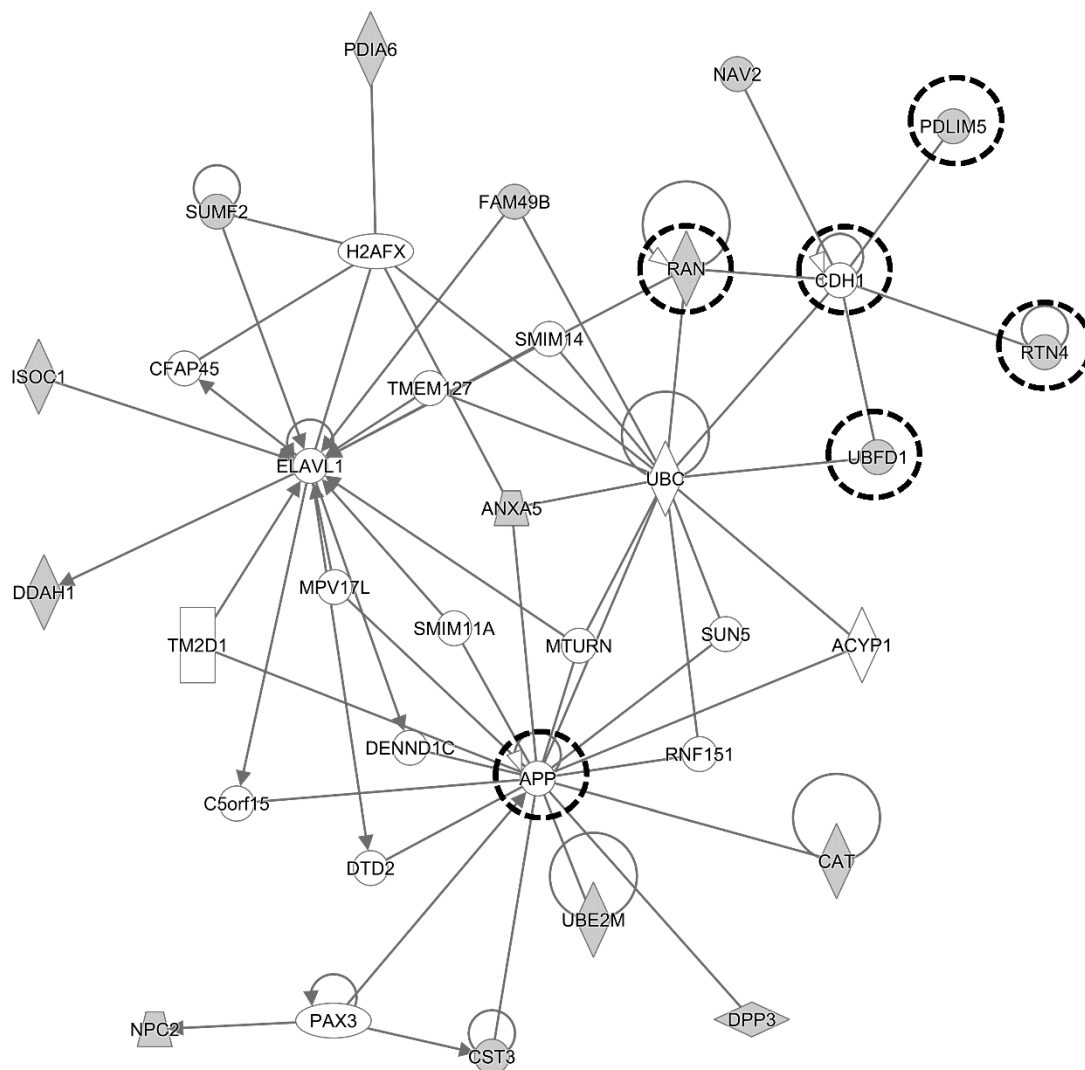 PDIA6
NAV2
PDLIM5
SUMF2
FAM49B
H2AFX
RAN
CDH1
SMIM14
RTN4
ISOC1
CFAP45
TMEM127
ELAVL1
UBC
UBFD1
ANXA5
DDAH1
MPV17L
SMIM11A
TM2D1
MTURN
SUN5
ACYP1
DENND1C
RNF151
APP
C5orf15
DTD2
CAT
UBE2M
NPC2
PAX3
DPP3
CST3